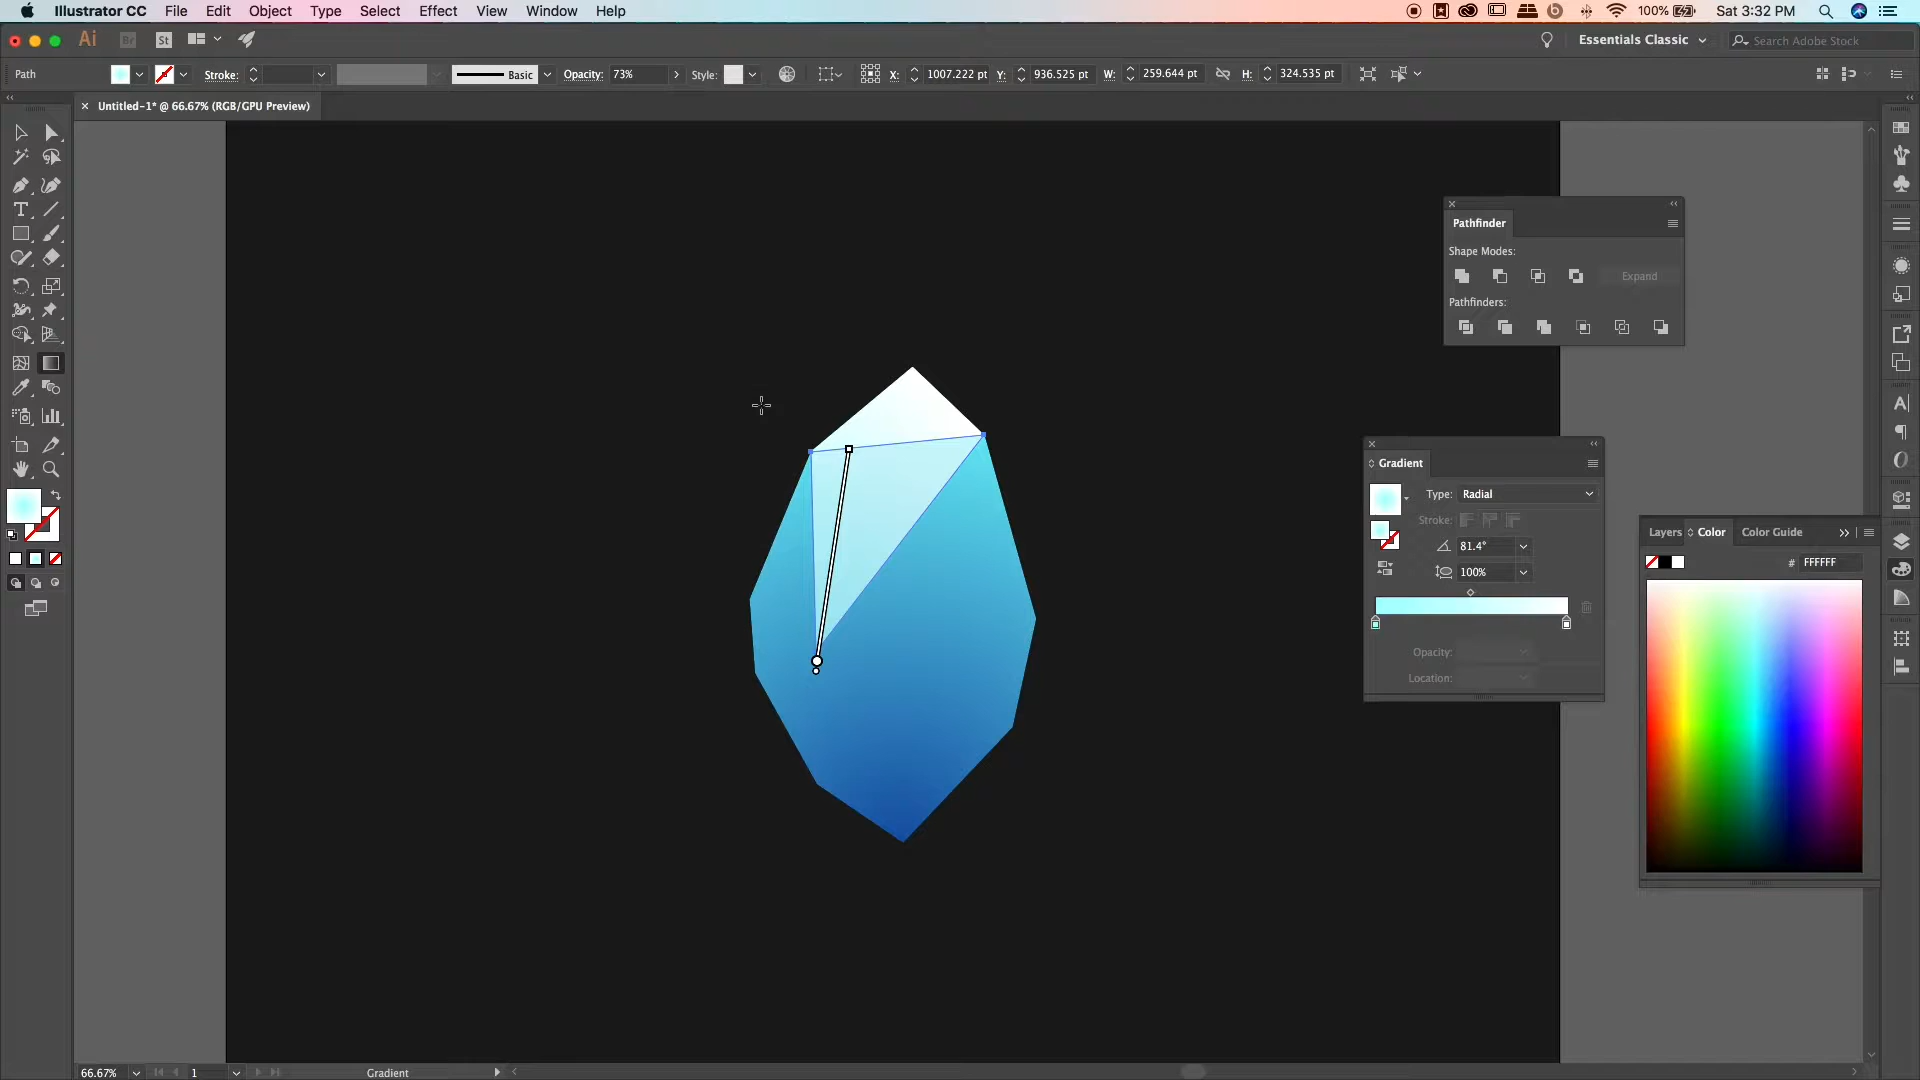 Illustrator CC File Edit Object Type Select Effect View Window Help 100% Sat 3:32 PM
Ai Br St Essentials Classic Search Adobe Stock
Path Stroke: Basic Opacity: 73% Style: X: 1007.222 pt Y: 936.525 pt W: 259.644 pt H: 324.535 pt
× Untitled-1* @ 66.67% (RGB/GPU Preview)
Pathfinder
Shape Modes:
Expand
Pathfinders:
Gradient
Type: Radial
Stroke:
81.4°
100%
Opacity:
Location:
Layers Color Color Guide
# FFFFFF
66.67% 1 Gradient